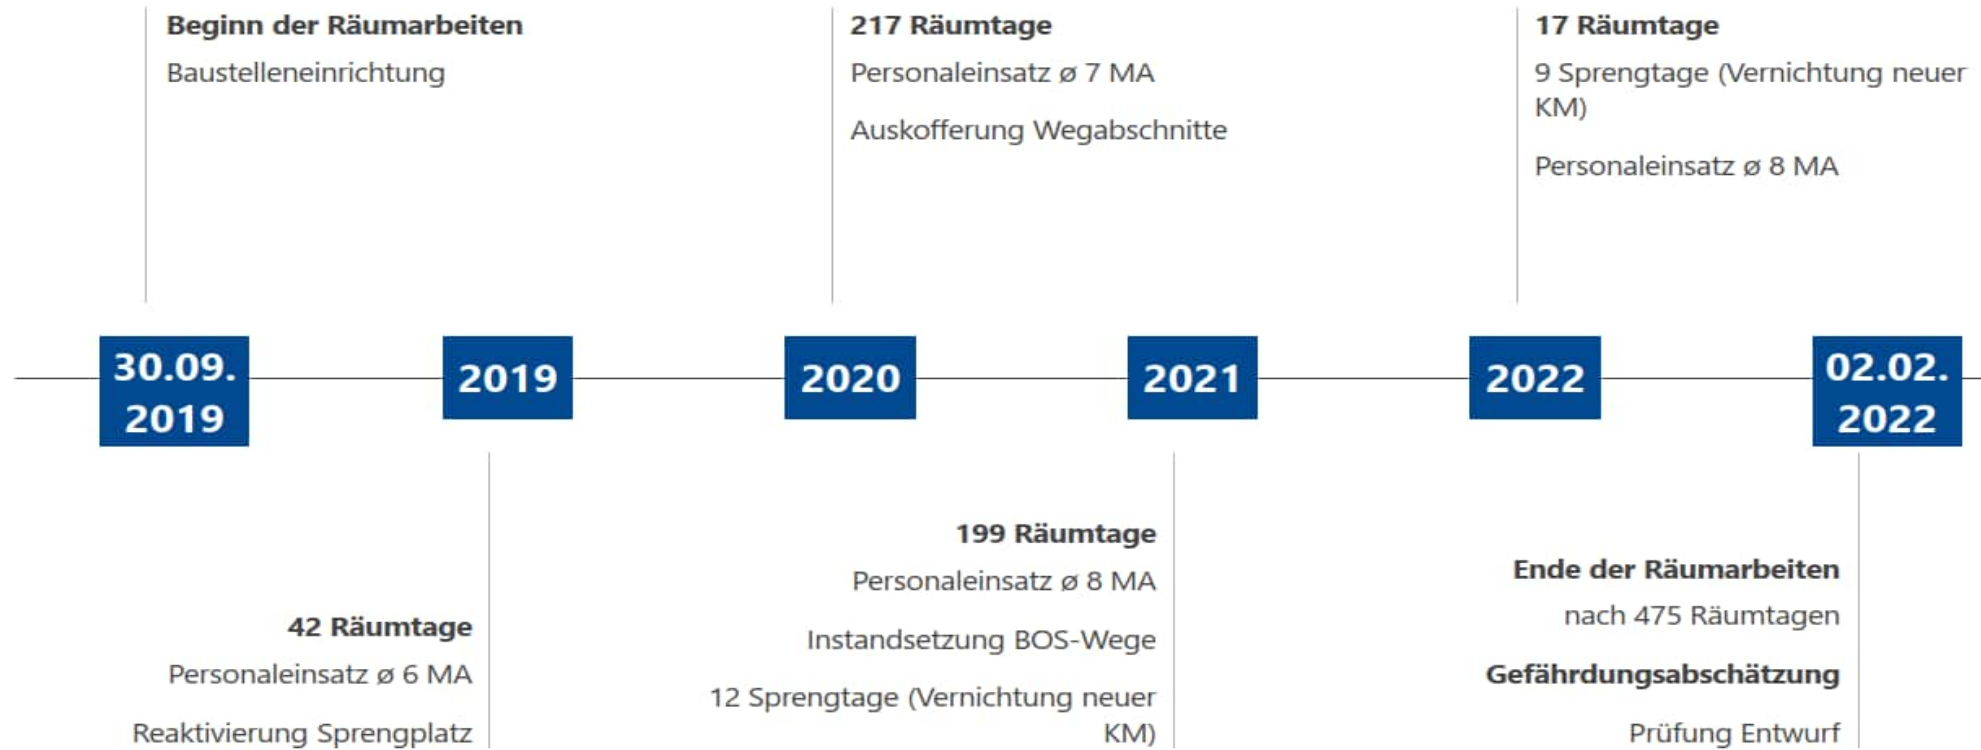 Beginn der Räumarbeiten
Baustelleneinrichtung
217 Räumtage
Personaleinsatz ø 7 MA
Auskofferung Wegabschnitte
17 Räumtage
9 Sprengtage (Vernichtung neuer
KM)
Personaleinsatz ø 8 MA
30.09.
2019
2019
2020
2021
2022
02.02.
2022
42 Räumtage
Personaleinsatz ø 6 MA
Reaktivierung Sprengplatz
199 Räumtage
Personaleinsatz ø 8 MA
Instandsetzung BOS-Wege
12 Sprengtage (Vernichtung neuer
KM)
Ende der Räumarbeiten
nach 475 Räumtagen
Gefährdungsabschätzung
Prüfung Entwurf